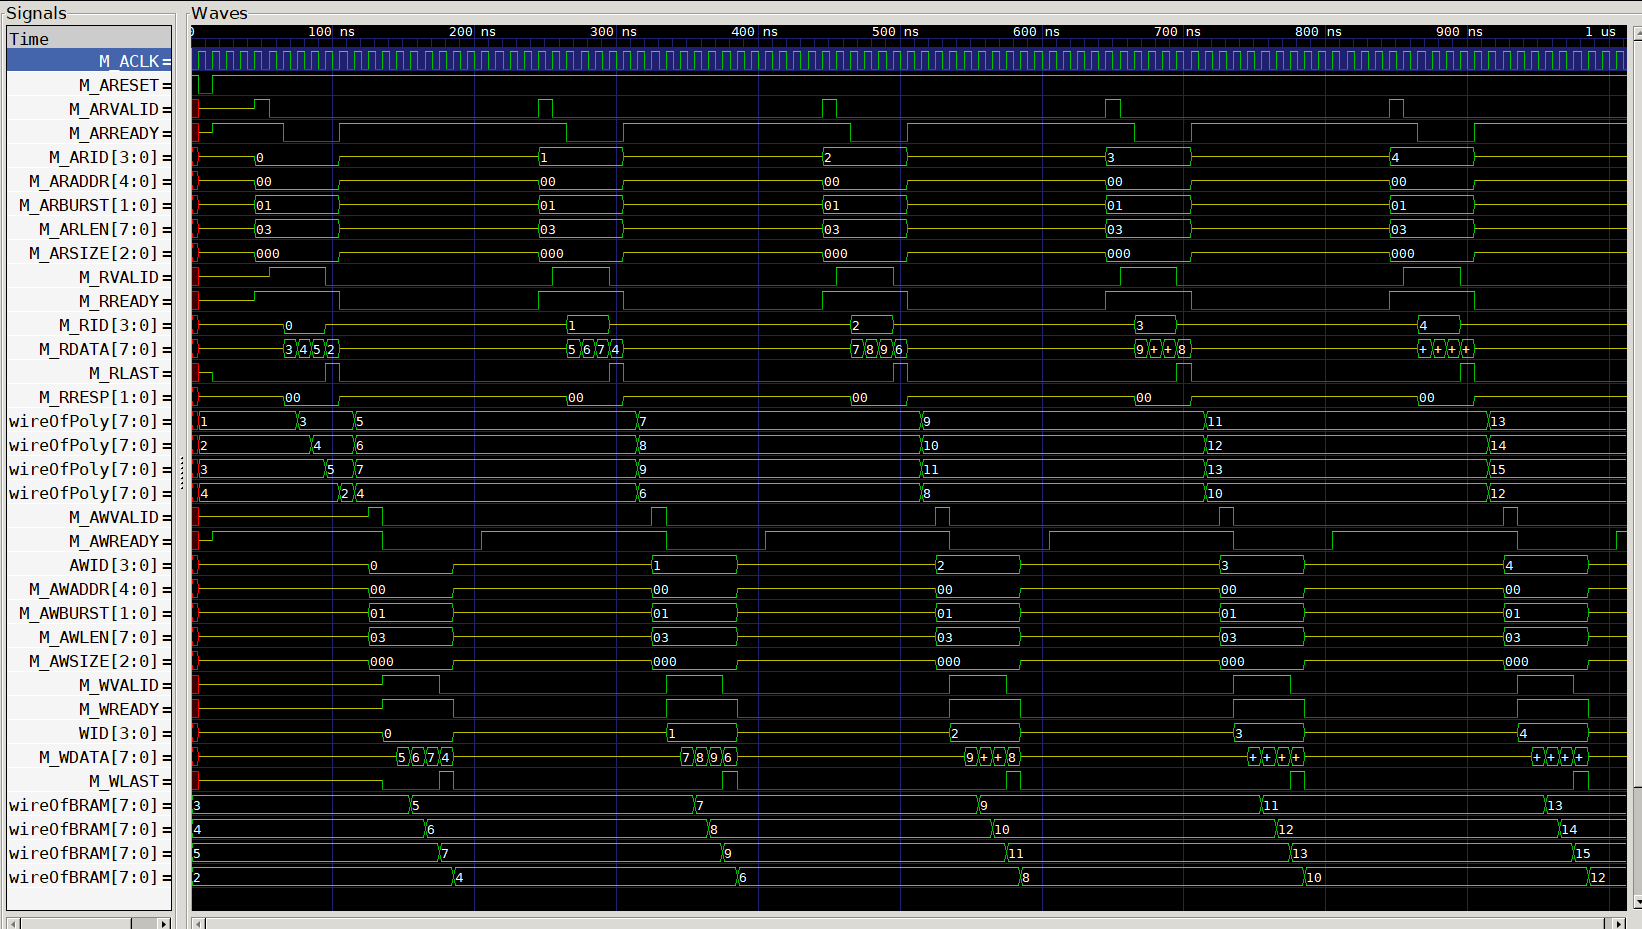 Signals
Waves
Time
0 100 ns 200 ns 300 ns 400 ns 500 ns 600 ns 700 ns 800 ns 900 ns 1 us
M_ACLK=
M_ARESET=
M_ARVALID=
M_ARREADY=
M_ARID[3:0]= 0 1 2 3 4
M_ARADDR[4:0]= 00 00 00 00 00
M_ARBURST[1:0]= 01 01 01 01 01
M_ARLEN[7:0]= 03 03 03 03 03
M_ARSIZE[2:0]= 000 000 000 000 000
M_RVALID=
M_RREADY=
M_RID[3:0]= 0 1 2 3 4
M_RDATA[7:0]= 3 4 5 2 5 6 7 4 7 8 9 6 9 + + 8 + + + +
M_RLAST=
M_RRESP[1:0]= 00 00 00 00 00
wireOfPoly[7:0]= 1 3 5 7 9 11 13
wireOfPoly[7:0]= 2 4 6 8 10 12 14
wireOfPoly[7:0]= 3 5 7 9 11 13 15
wireOfPoly[7:0]= 4 2 4 6 8 10 12
M_AWVALID=
M_AWREADY=
AWID[3:0]= 0 1 2 3 4
M_AWADDR[4:0]= 00 00 00 00 00
M_AWBURST[1:0]= 01 01 01 01 01
M_AWLEN[7:0]= 03 03 03 03 03
M_AWSIZE[2:0]= 000 000 000 000 000
M_WVALID=
M_WREADY=
WID[3:0]= 0 1 2 3 4
M_WDATA[7:0]= 5 6 7 4 7 8 9 6 9 + + 8 + + + + + + + +
M_WLAST=
wireOfBRAM[7:0]= 3 5 7 9 11 13
wireOfBRAM[7:0]= 4 6 8 10 12 14
wireOfBRAM[7:0]= 5 7 9 11 13 15
wireOfBRAM[7:0]= 2 4 6 8 10 12